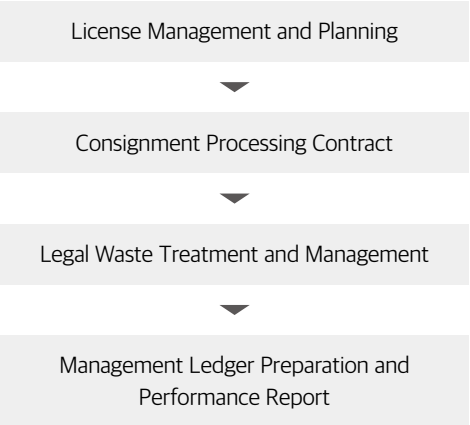 License Management and Planning
Consignment Processing Contract
Legal Waste Treatment and Management
Management Ledger Preparation and
Performance Report